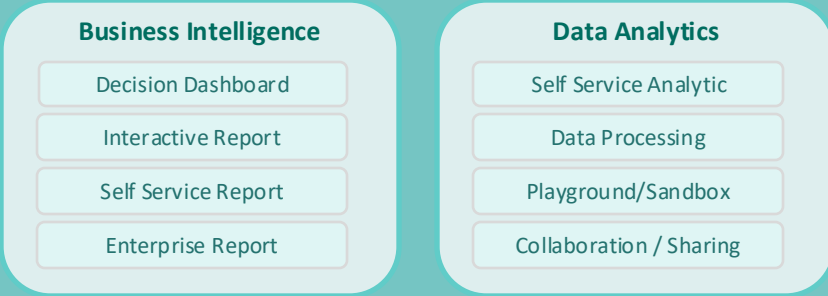 Business Intelligence
Decision Dashboard
Interactive Report
Self Service Report
Enterprise Report
Data Analytics
Self Service Analytic
Data Processing
Playground/Sandbox
Collaboration / Sharing